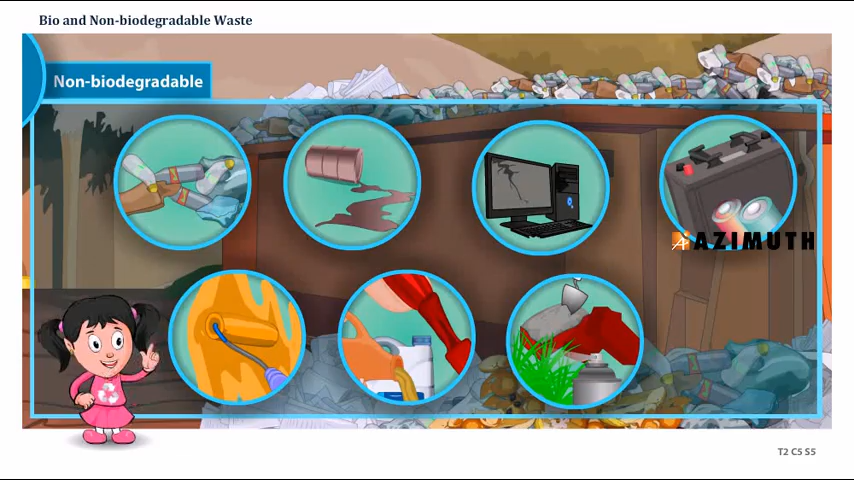 Bio and Non-biodegradable Waste
Non-biodegradable
AZIMUTH
T2 C5 S5